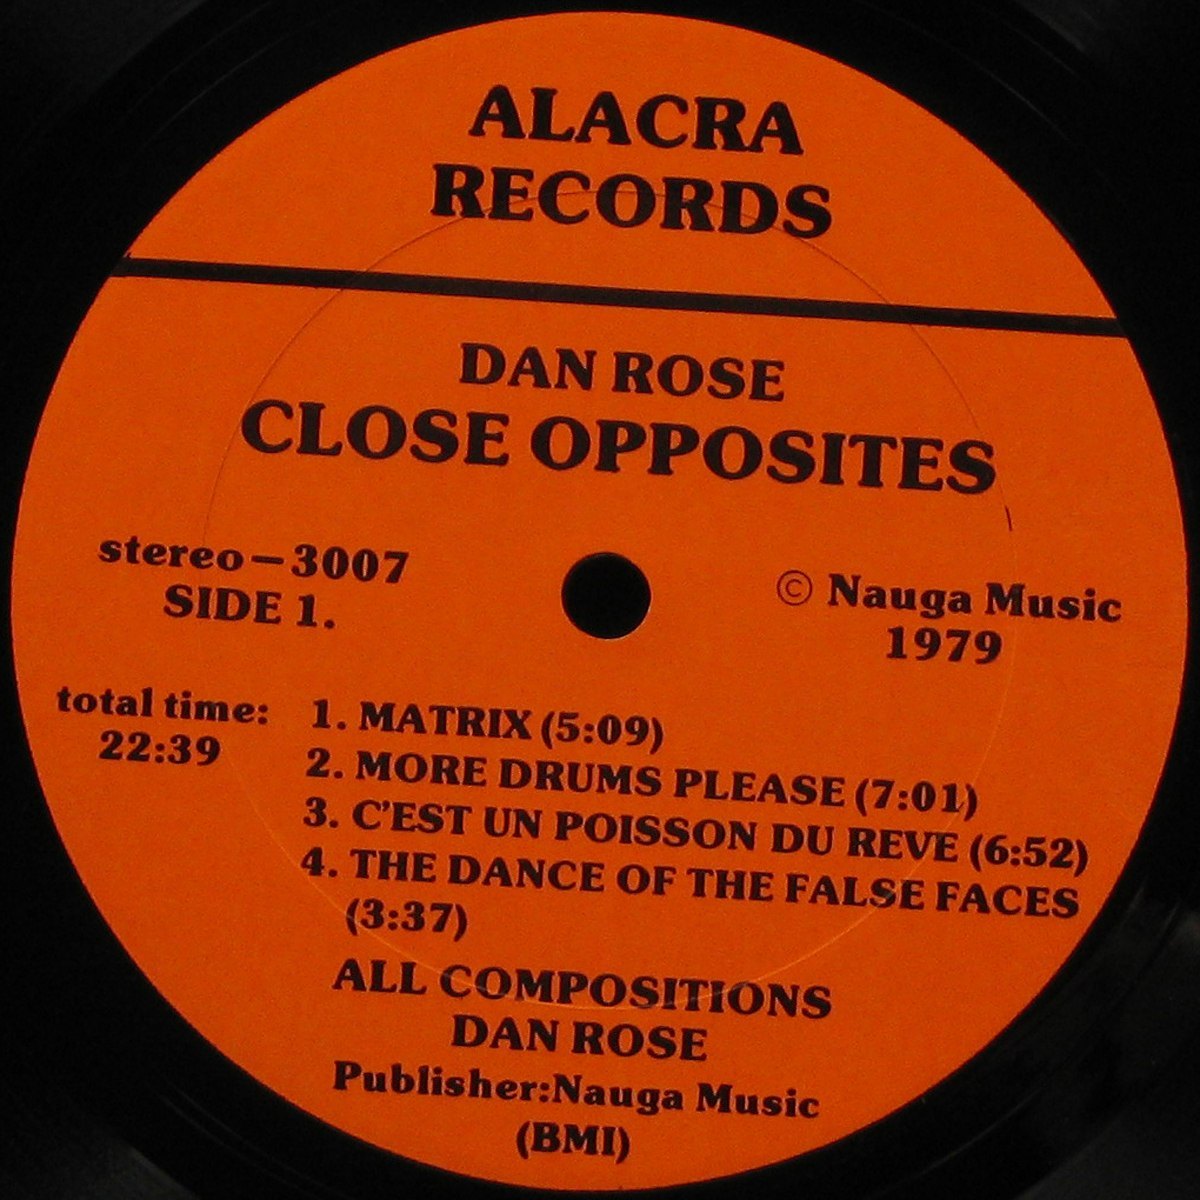 ALACRA
RECORDS
DAN ROSE
CLOSE OPPOSITES
stereo—3007
SIDE 1.
© Nauga Music
1979
total time:
22:39
1. MATRIX (5:09)
2. MORE DRUMS PLEASE (7:01)
3. C'EST UN POISSON DU REVE (6:52)
4. THE DANCE OF THE FALSE FACES
(3:37)
ALL COMPOSITIONS
DAN ROSE
Publisher:Nauga Music
(BMI)